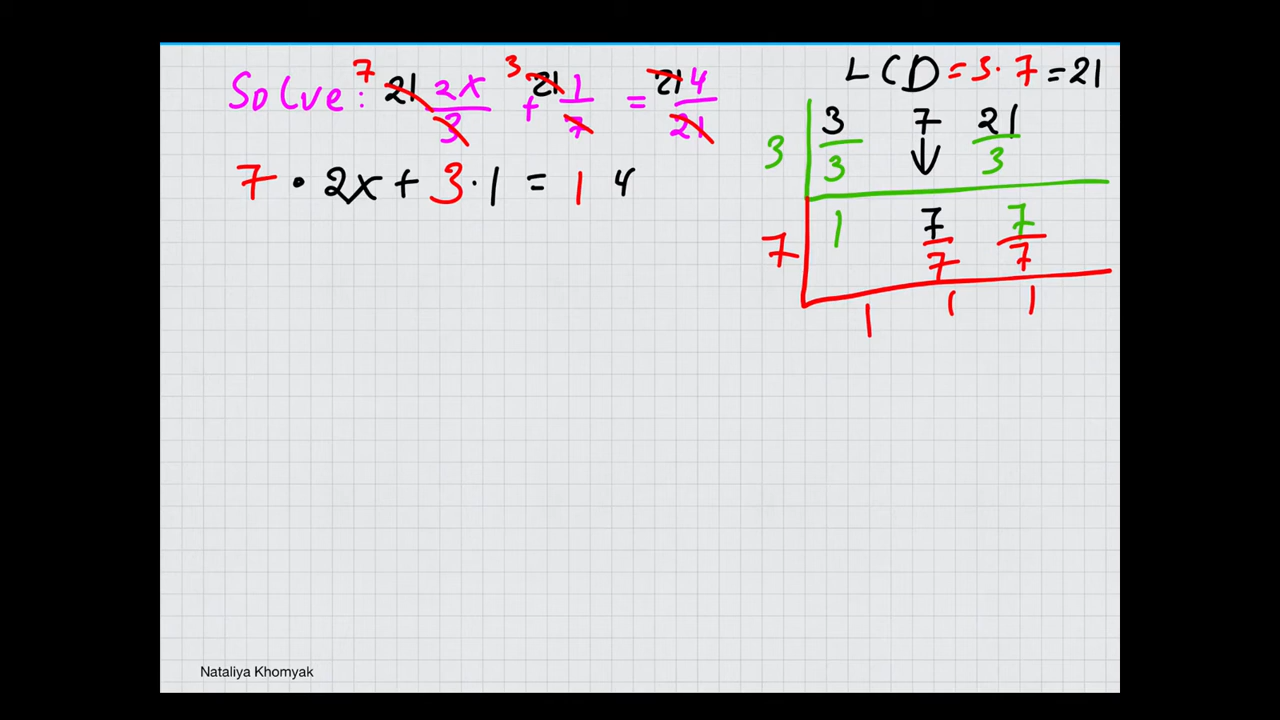 Solve: 7 21 2x/3 + 3 21 1/7 = 21 4/21
7 · 2x + 3 · 1 = 1 4
LCD = 3 · 7 = 21
3 3/3 7 ↓ 21/3
7 1 7/7 7/7
1 1 1
Nataliya Khomyak